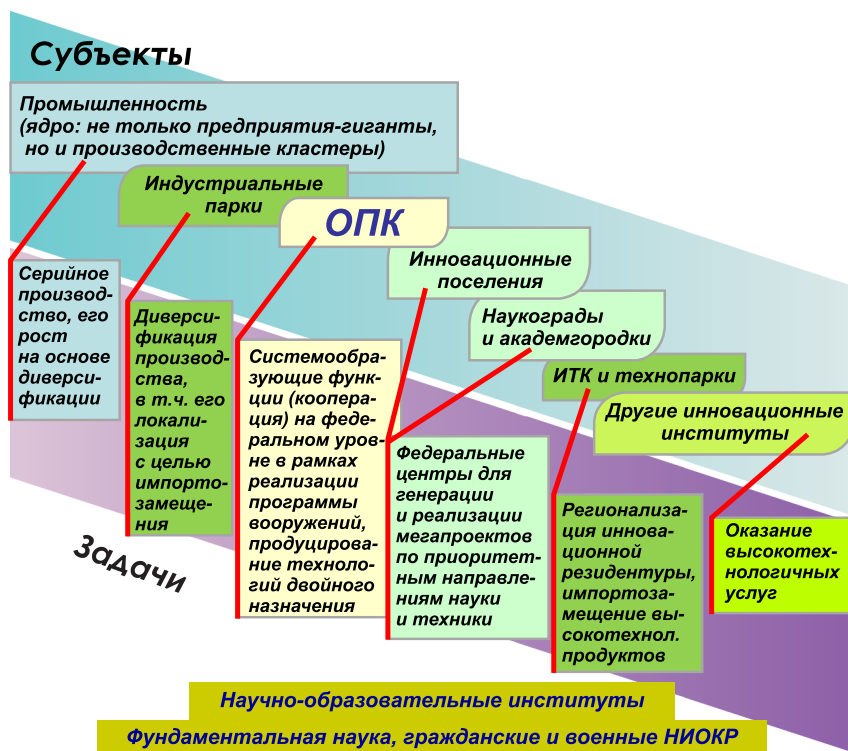 Субъекты
Промышленность
(ядро: не только предприятия-гиганты,
но и производственные кластеры)
Индустриальные
парки
ОПК
Инновационные
поселения
Наукограды
и академгородки
ИТК и технопарки
Другие инновационные
институты
Серийное
производ-
ство, его
рост
на основе
диверси-
фикации
Диверси-
фикация
производ-
ства,
в т.ч. его
локали-
зация
с целью
импорто-
замеще-
ния
Системообра-
зующие функ-
ции (коопера-
ция) на феде-
ральном уров-
не в рамках
реализации
программы
вооружений,
продуцирова-
ние техноло-
гий двойного
назначения
Федеральные
центры для
генерации
и реализации
мегапроектов
по приоритет-
ным направле-
ниям науки
и техники
Регионализа-
ция иннова-
ционной
резидентуры,
импортоза-
мещение вы-
сокотехнол.
продуктов
Оказание
высокотех-
нологичных
услуг
Задачи
Научно-образовательные институты
Фундаментальная наука, гражданские и военные НИОКР